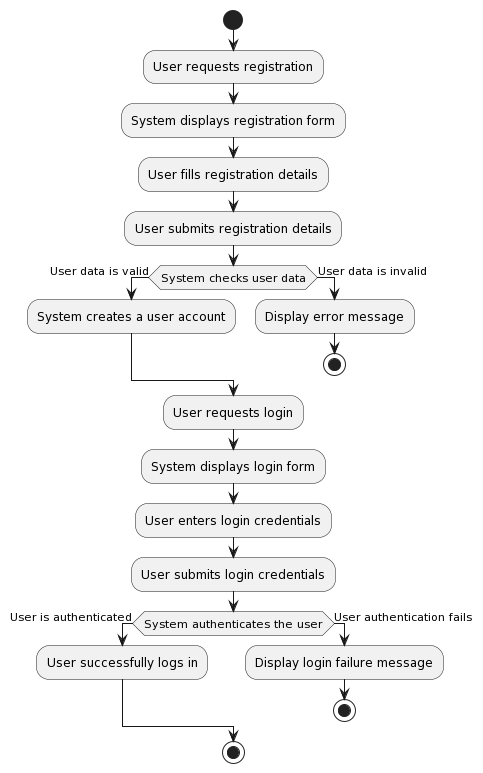 User requests registration
System displays registration form
User fills registration details
User submits registration details
User data is valid
System checks user data
User data is invalid
System creates a user account
Display error message
User requests login
System displays login form
User enters login credentials
User submits login credentials
User is authenticated
System authenticates the user
User authentication fails
User successfully logs in
Display login failure message